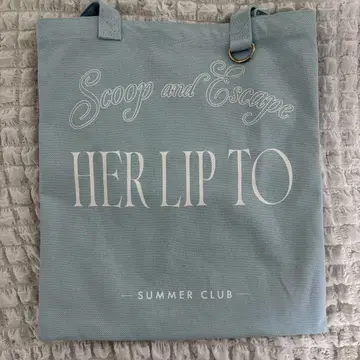 Scoop and Escape
HER LIP TO
— SUMMER CLUB —